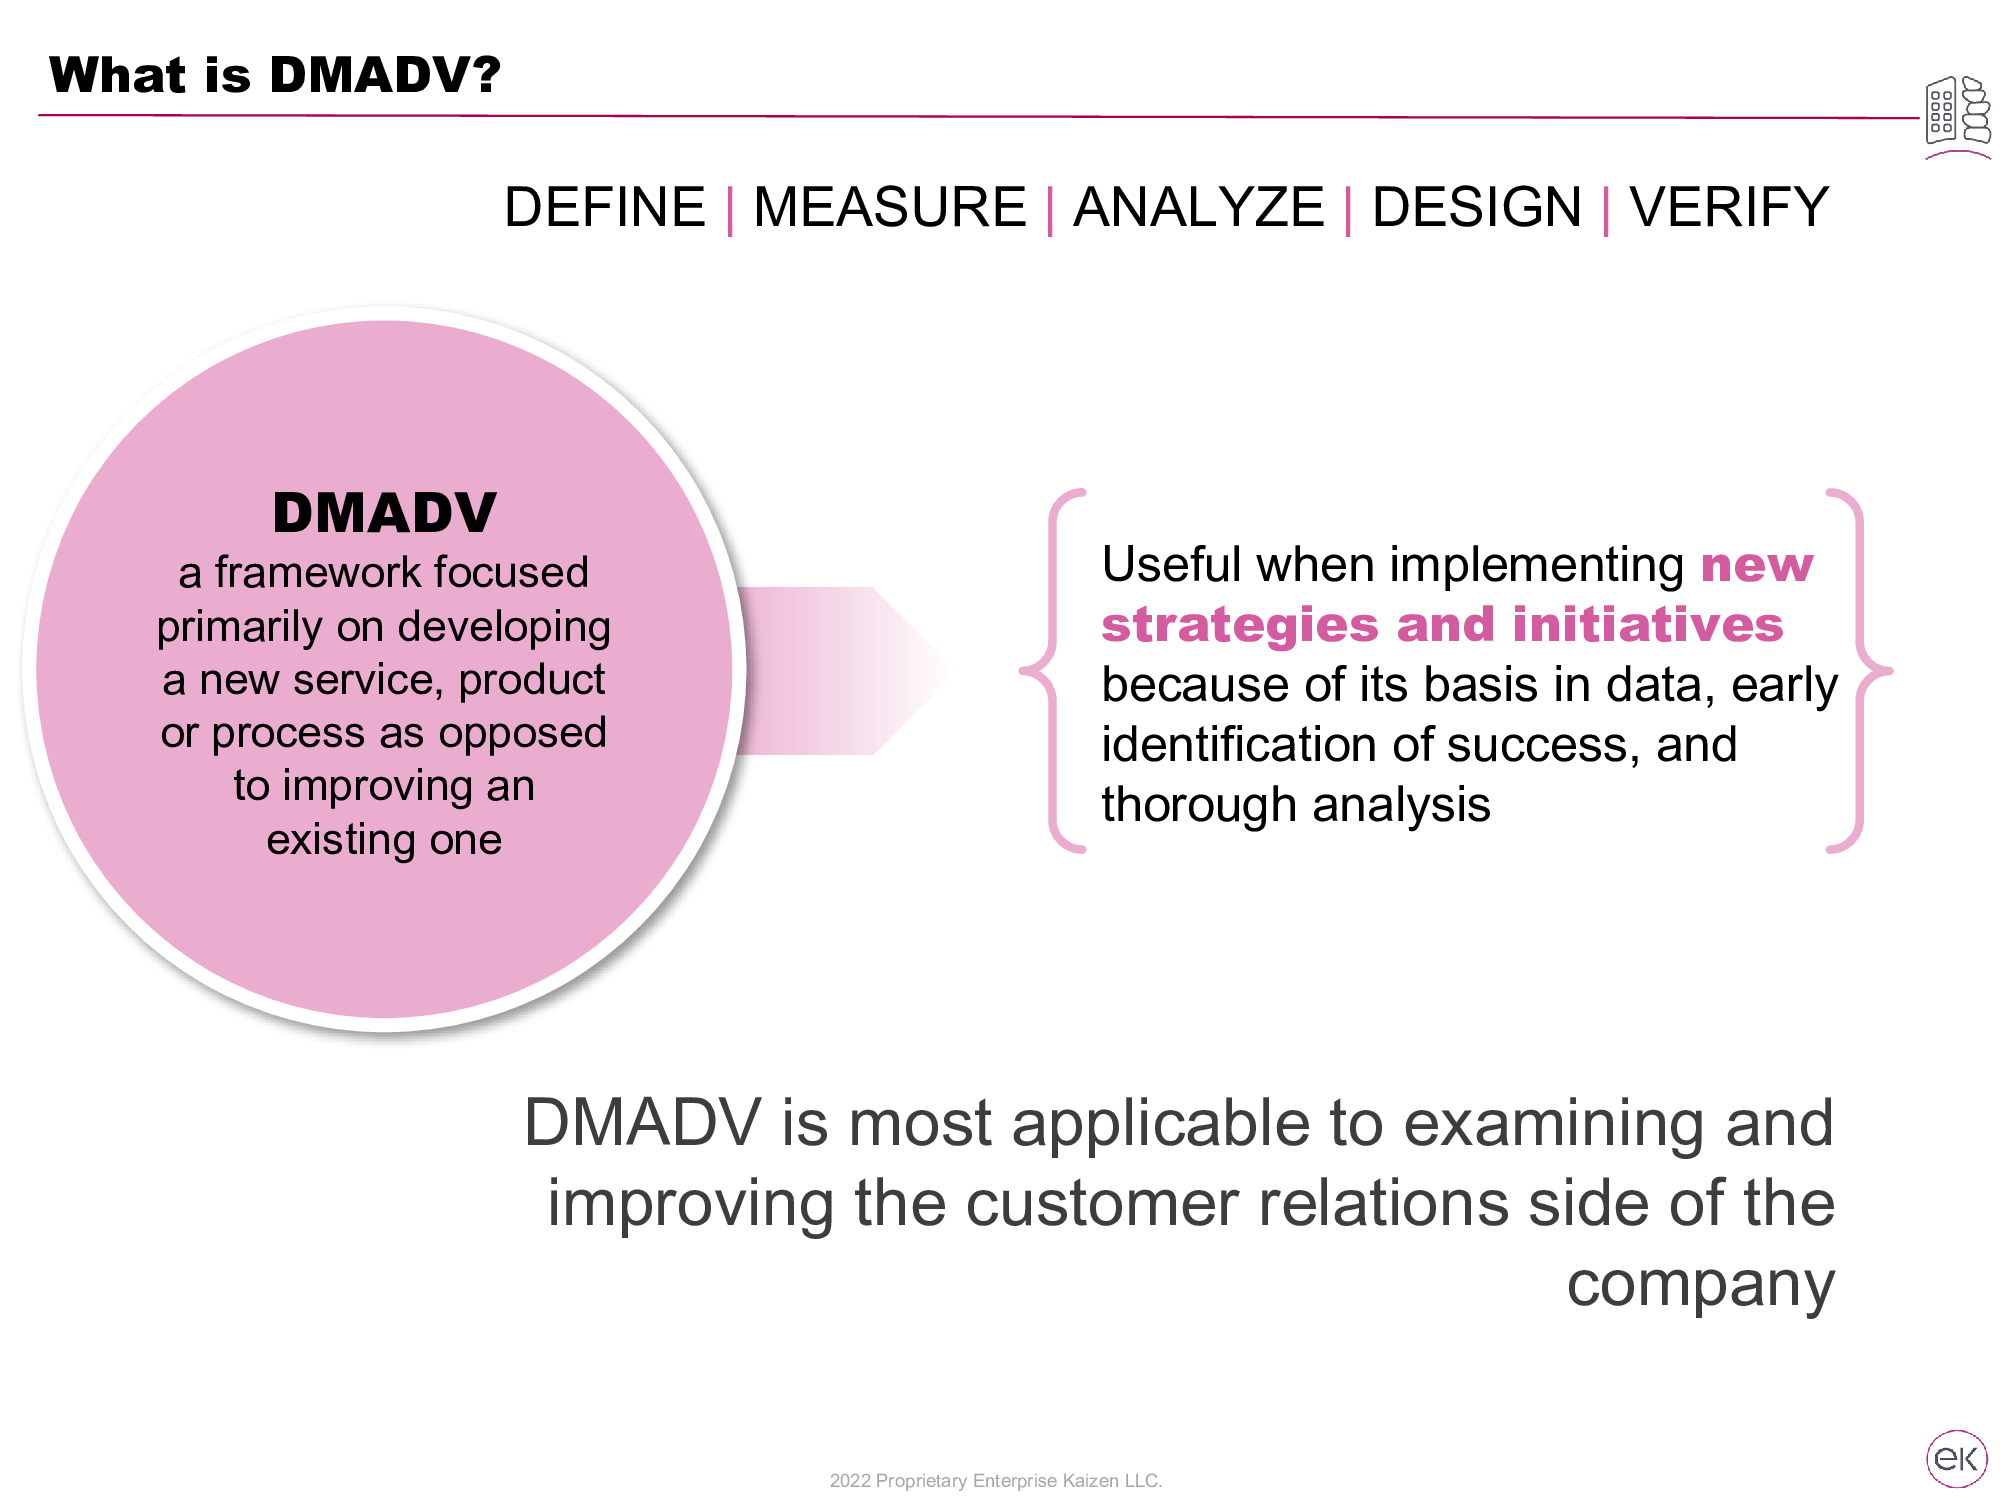 What is DMADV?
DEFINE | MEASURE | ANALYZE | DESIGN | VERIFY
DMADV
a framework focused
primarily on developing
a new service, product
or process as opposed
to improving an
existing one
Useful when implementing new
strategies and initiatives
because of its basis in data, early
identification of success, and
thorough analysis
DMADV is most applicable to examining and
improving the customer relations side of the
company
2022 Proprietary Enterprise Kaizen LLC.
eK